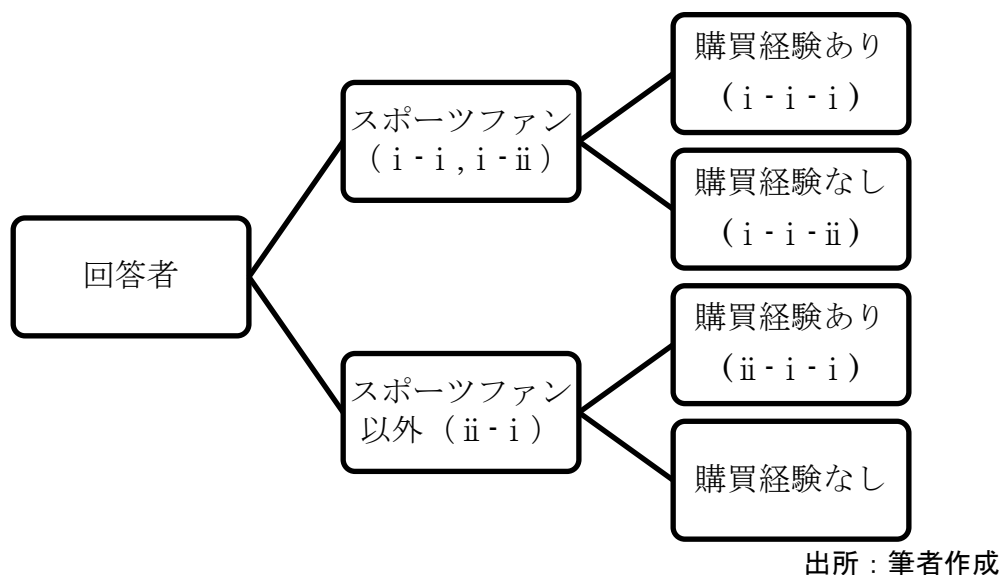 回答者
スポーツファン
（ⅰ‐ⅰ，ⅰ‐ⅱ）
スポーツファン
以外（ⅱ‐ⅰ）
購買経験あり
（ⅰ‐ⅰ‐ⅰ）
購買経験なし
（ⅰ‐ⅰ‐ⅱ）
購買経験あり
（ⅱ‐ⅰ‐ⅰ）
購買経験なし
出所：筆者作成